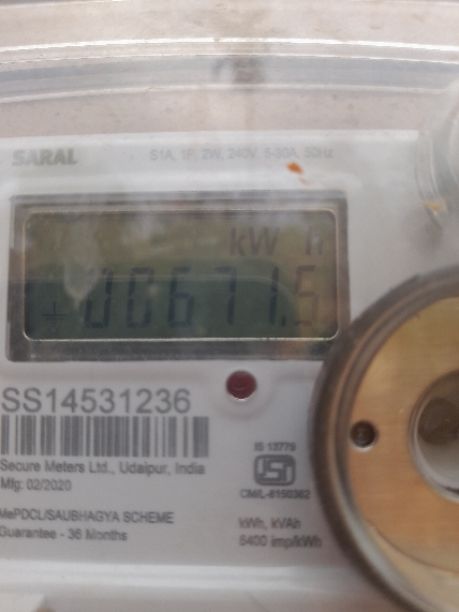 SARAL
S1A, 1P, 2W, 240V, 5-30A, 50Hz
kW h
00671.5
SS14531236
Secure Meters Ltd., Udaipur, India
Mfg: 02/2020
IS 13779
CM/L-8150362
MePDCL/SAUBHAGYA SCHEME
Guarantee - 36 Months
kWh, kVAh
6400 imp/kWh